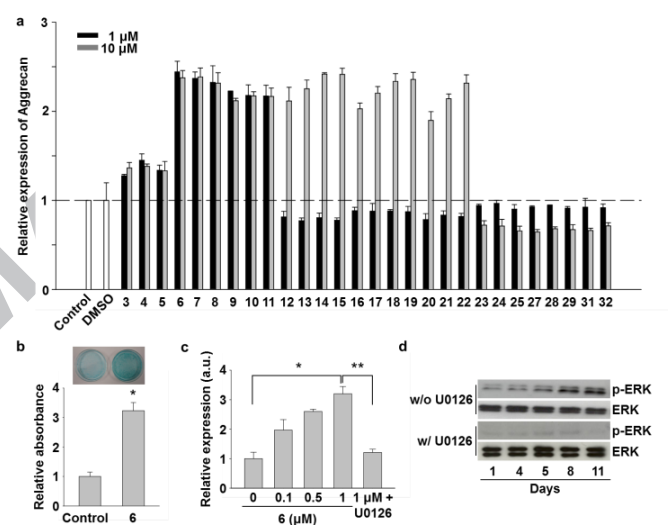 a
3
2
1
0
Relative expression of Aggrecan
1 µM
10 µM
Control DMSO 3 4 5 6 7 8 9 10 11 12 13 14 15 16 17 18 19 20 21 22 23 24 25 27 28 29 31 32
b
Relative absorbance
4
3
2
1
0
*
Control 6
c
Relative expression (a.u.)
4
3
2
1
0
* **
0 0.1 0.5 1 1 µM +
U0126
6 (µM)
d
w/o U0126
p-ERK
ERK
w/ U0126
p-ERK
ERK
1 4 5 8 11
Days